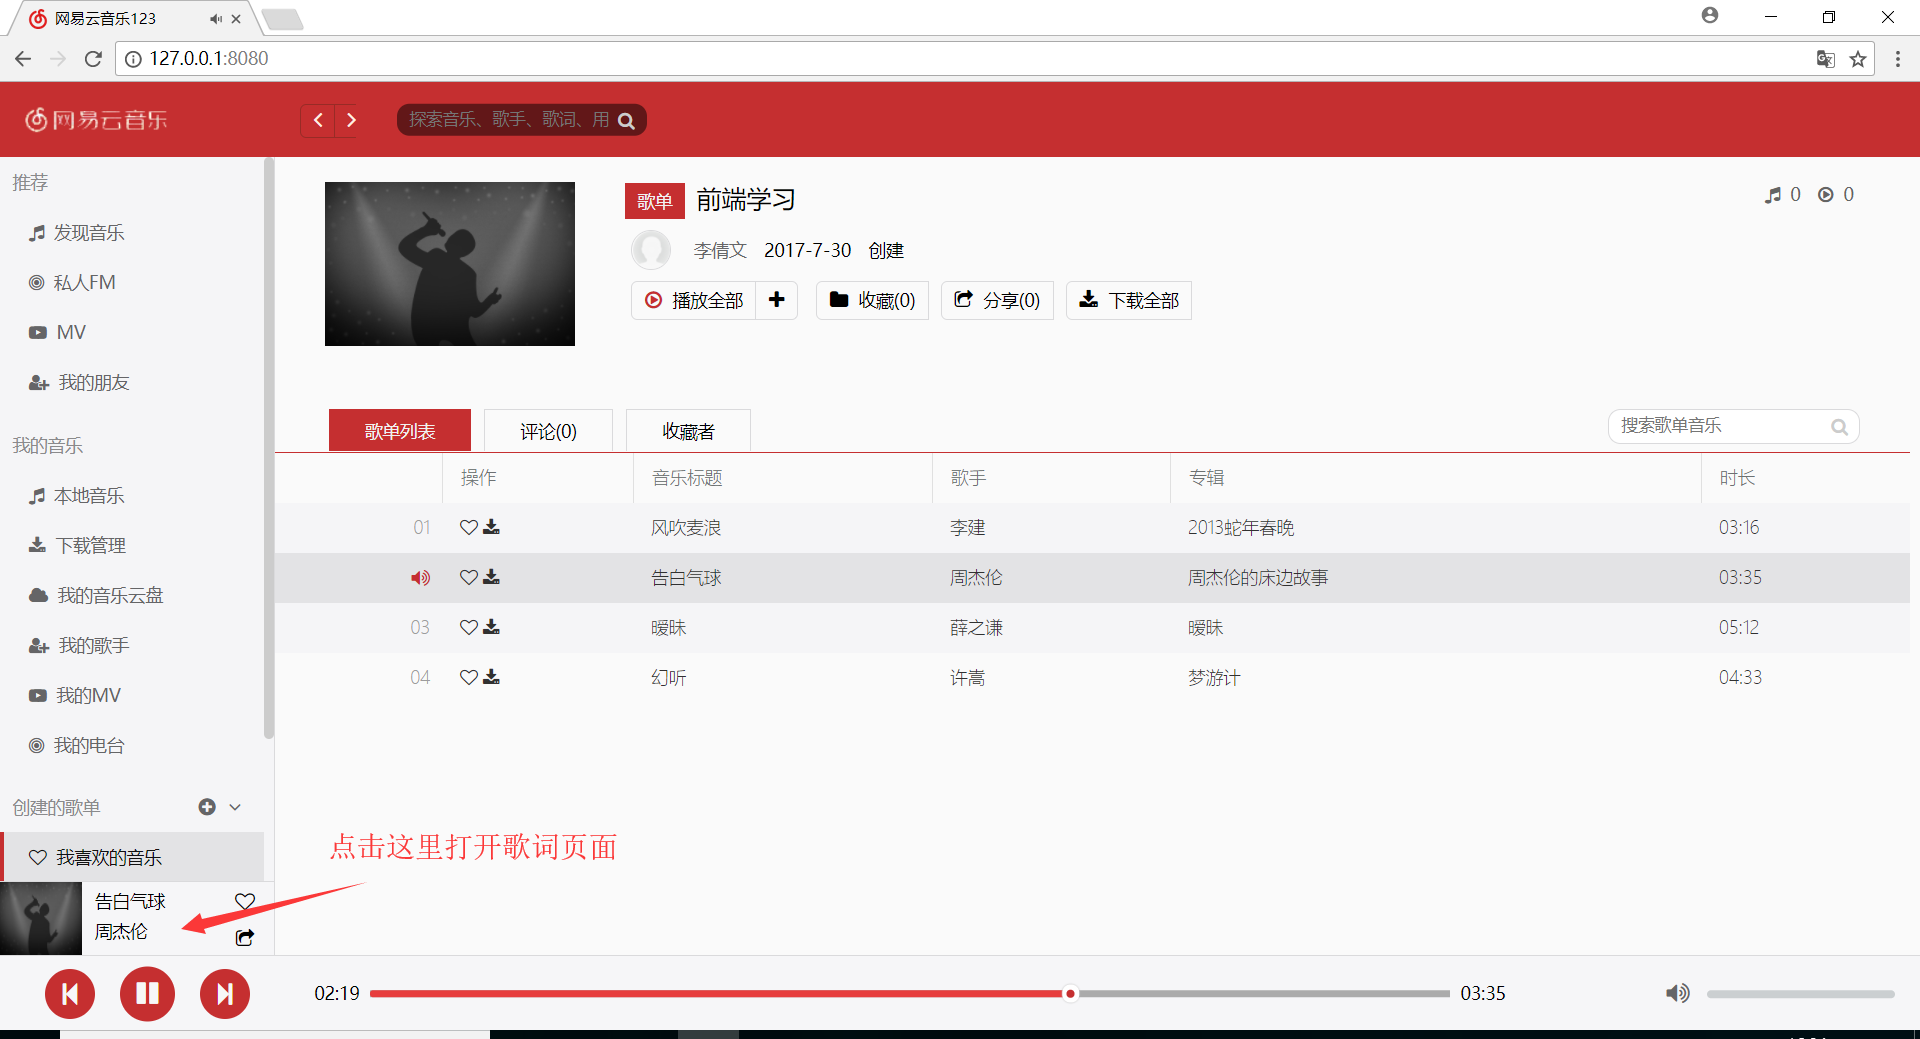 网易云音乐123
127.0.0.1:8080
网易云音乐
探索音乐、歌手、歌词、用
推荐
发现音乐
私人FM
MV
我的朋友
我的音乐
本地音乐
下载管理
我的音乐云盘
我的歌手
我的MV
我的电台
创建的歌单
我喜欢的音乐
告白气球
周杰伦
歌单 前端学习
0 0
李倩文 2017-7-30 创建
播放全部 收藏(0) 分享(0) 下载全部
歌单列表 评论(0) 收藏者
搜索歌单音乐
操作 音乐标题 歌手 专辑 时长
01 风吹麦浪 李建 2013蛇年春晚 03:16
告白气球 周杰伦 周杰伦的床边故事 03:35
03 暧昧 薛之谦 暧昧 05:12
04 幻听 许嵩 梦游计 04:33
点击这里打开歌词页面
02:19 03:35